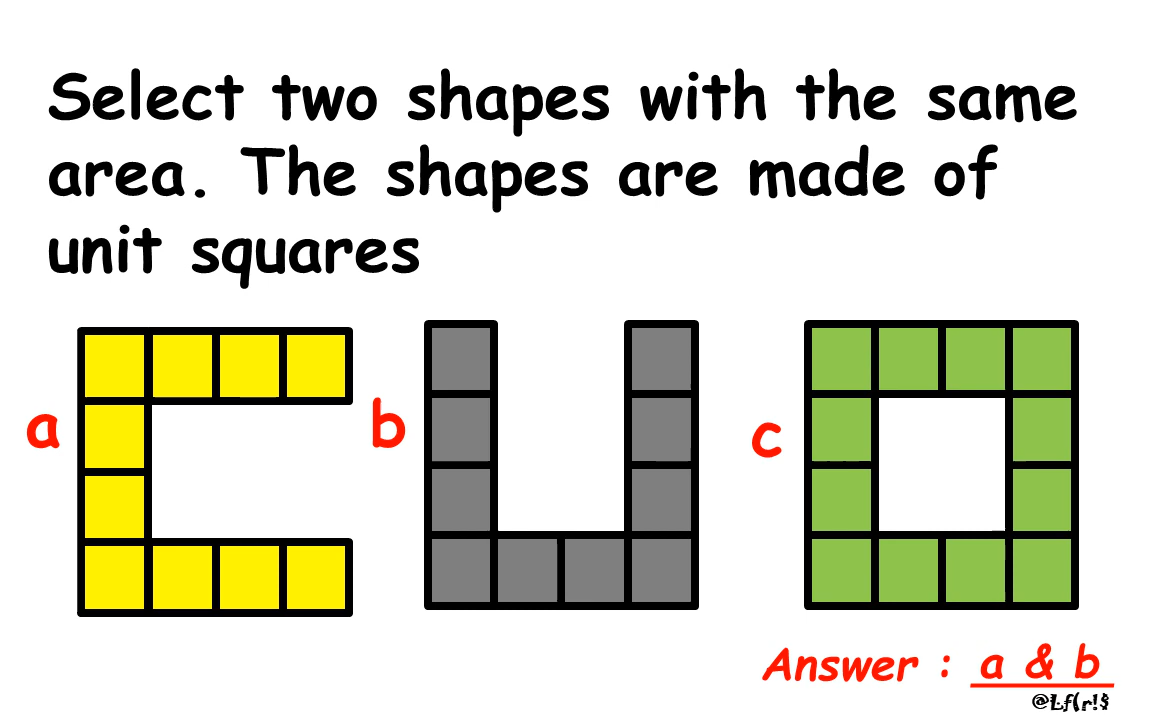 Select two shapes with the same
area. The shapes are made of
unit squares
a
b
c
Answer : a & b